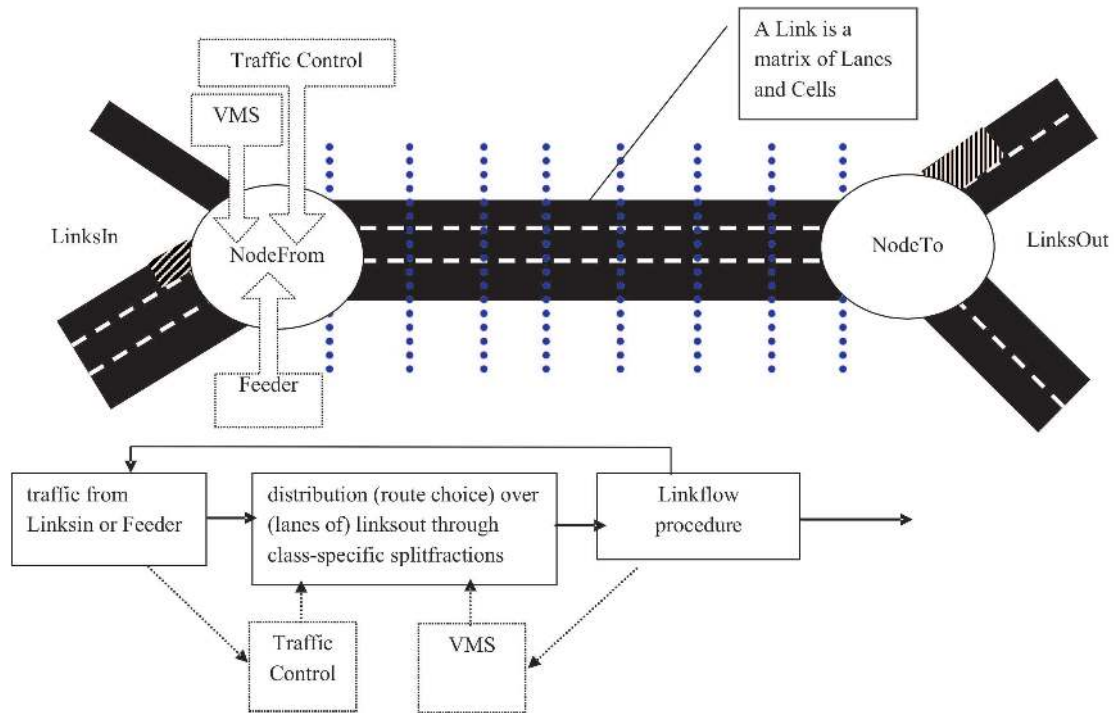 Traffic Control
VMS
A Link is a
matrix of Lanes
and Cells
LinksIn
NodeFrom
NodeTo
LinksOut
Feeder
traffic from
Linksin or Feeder
distribution (route choice) over
(lanes of) linksout through
class-specific splitfractions
Linkflow
procedure
Traffic
Control
VMS